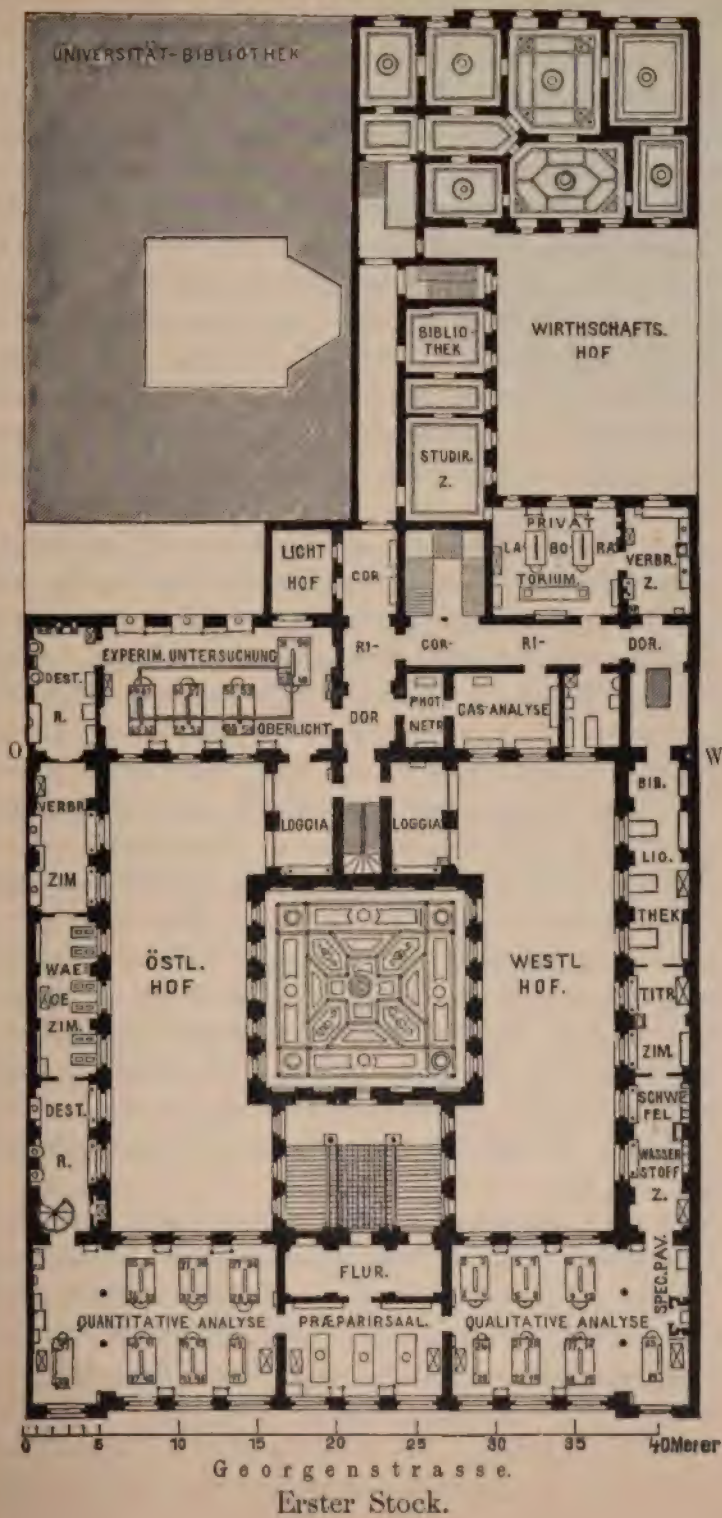 UNIVERSITÄT-BIBLIOTHEK
BIBLIO-
THEK
WIRTHSCHAFTS.
HOF
STUDIR.
Z.
PRIVAT
LA BO RA
TORIUM.
VERBR.
Z.
LICHT
HOF
COR
RI-
DOR
COR- RI- DOR.
EXPERIM. UNTERSUCHUNG
OBERLICHT
DEST.
R.
PHOT
NETR
GAS-ANALYSE
O W
VERBR.
ZIM
LOGGIA
LOGGIA
BIB.
LIO.
THEK
ÖSTL.
HOF
WESTL
HOF.
WAE
GE
ZIM.
TITR
ZIM.
DEST.
R.
SCHWE
FEL
WASSER
STOFF
Z.
SPEC.PAV.
FLUR.
QUANTITATIVE ANALYSE
PRÆPARIRSAAL.
QUALITATIVE ANALYSE
0 5 10 15 20 25 30 35 40 Meter
Georgenstrasse.
Erster Stock.